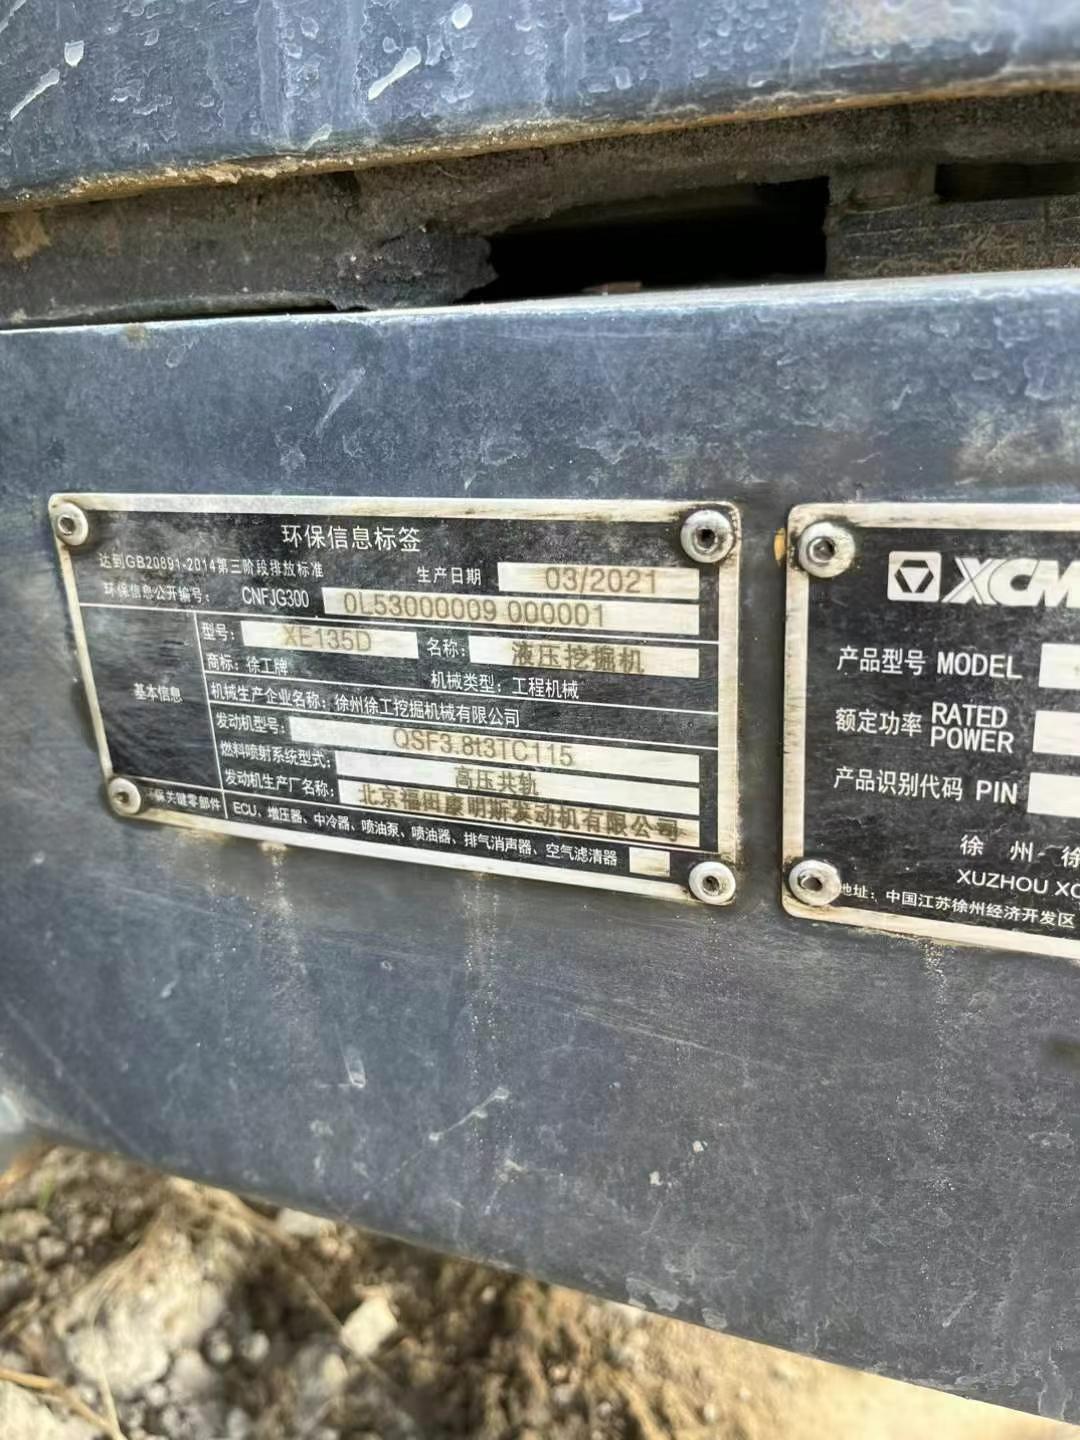 环保信息标签
达到GB20891-2014第三阶段排放标准
生产日期 03/2021
环保信息公开编号: CNFJG300 0L53000009 000001
基本信息
型号: XE135D 名称: 液压挖掘机
商标: 徐工牌 机械类型: 工程机械
机械生产企业名称: 徐州徐工挖掘机械有限公司
发动机型号: QSF3.8t3TC115
燃料喷射系统型式: 高压共轨
发动机生产厂名称: 北京福田康明斯发动机有限公司
环保关键零部件 ECU、增压器、中冷器、喷油泵、喷油器、排气消声器、空气滤清器
XCM
产品型号 MODEL
额定功率 RATED POWER
产品识别代码 PIN
徐 州 徐
XUZHOU XC
地址: 中国江苏徐州经济开发区